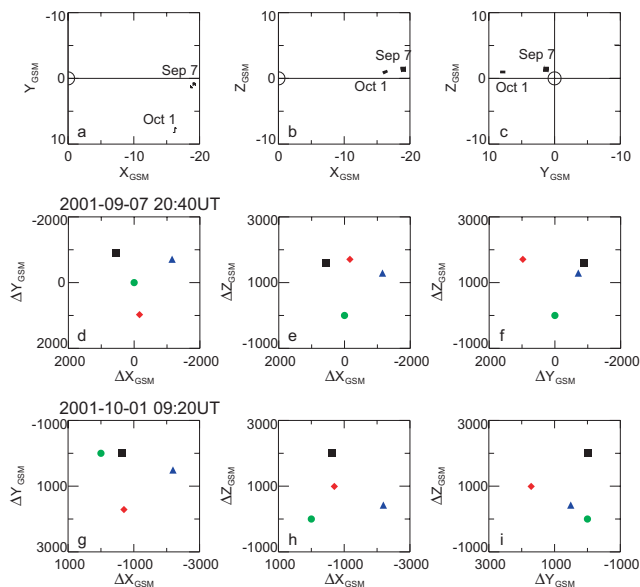 -10 -10 -10
Y_GSM Z_GSM Z_GSM
Sep 7 Sep 7 Sep 7
0 0 0
Oct 1 Oct 1 Oct 1
a b c
10 10 10
0 -10 -20 0 -10 -20 10 0 -10
X_GSM X_GSM Y_GSM
2001-09-07 20:40UT
-2000 3000 3000
ΔY_GSM ΔZ_GSM ΔZ_GSM
0 1000 1000
d e f
2000 -1000 -1000
2000 0 -2000 2000 0 -2000 2000 0 -2000
ΔX_GSM ΔX_GSM ΔY_GSM
2001-10-01 09:20UT
-1000 3000 3000
ΔY_GSM ΔZ_GSM ΔZ_GSM
1000 1000 1000
g h i
3000 -1000 -1000
1000 -1000 -3000 1000 -1000 -3000 3000 1000 -1000
ΔX_GSM ΔX_GSM ΔY_GSM